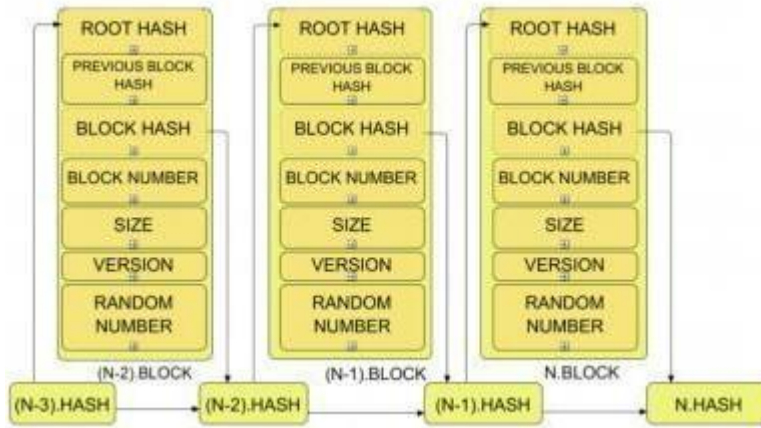 ROOT HASH
PREVIOUS BLOCK
HASH
BLOCK HASH
BLOCK NUMBER
SIZE
VERSION
RANDOM
NUMBER
(N-2).BLOCK
ROOT HASH
PREVIOUS BLOCK
HASH
BLOCK HASH
BLOCK NUMBER
SIZE
VERSION
RANDOM
NUMBER
(N-1).BLOCK
ROOT HASH
PREVIOUS BLOCK
HASH
BLOCK HASH
BLOCK NUMBER
SIZE
VERSION
RANDOM
NUMBER
N.BLOCK
(N-3).HASH
(N-2).HASH
(N-1).HASH
N.HASH